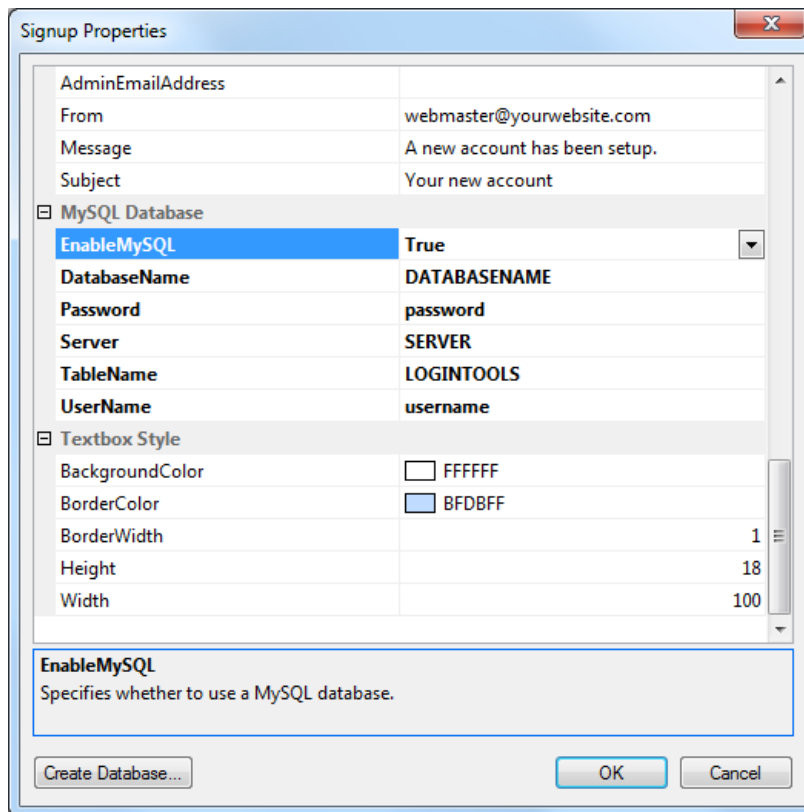 Signup Properties
AdminEmailAddress
From webmaster@yourwebsite.com
Message A new account has been setup.
Subject Your new account
MySQL Database
EnableMySQL True
DatabaseName DATABASENAME
Password password
Server SERVER
TableName LOGINTOOLS
UserName username
Textbox Style
BackgroundColor FFFFFF
BorderColor BFDBFF
BorderWidth 1
Height 18
Width 100
EnableMySQL
Specifies whether to use a MySQL database.
Create Database... OK Cancel